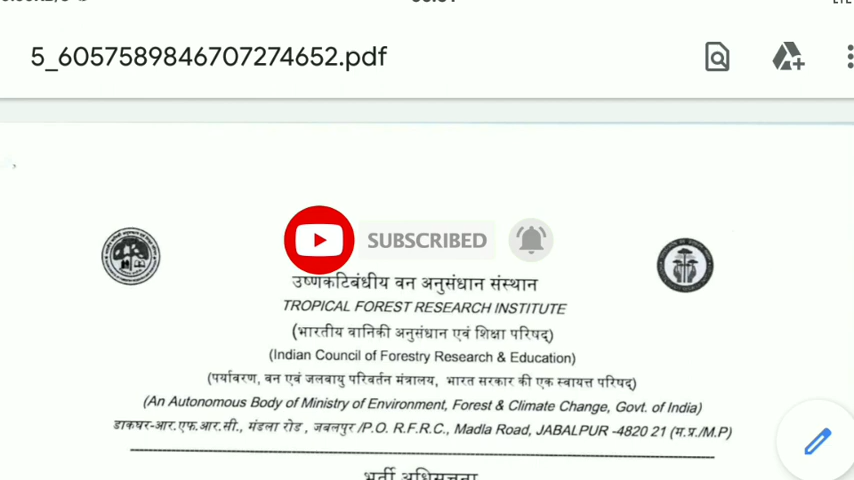 5_6057589846707274652.pdf
SUBSCRIBED
उष्णकटिबंधीय वन अनुसंधान संस्थान
TROPICAL FOREST RESEARCH INSTITUTE
(भारतीय वानिकी अनुसंधान एवं शिक्षा परिषद्)
(Indian Council of Forestry Research & Education)
(पर्यावरण, वन एवं जलवायु परिवर्तन मंत्रालय, भारत सरकार की एक स्वायत्त परिषद्)
(An Autonomous Body of Ministry of Environment, Forest & Climate Change, Govt. of India)
डाकघर-आर.एफ.आर.सी., मंडला रोड, जबलपुर /P.O. R.F.R.C., Madla Road, JABALPUR -4820 21 (म.प्र./M.P)
भर्ती अधिसूचना